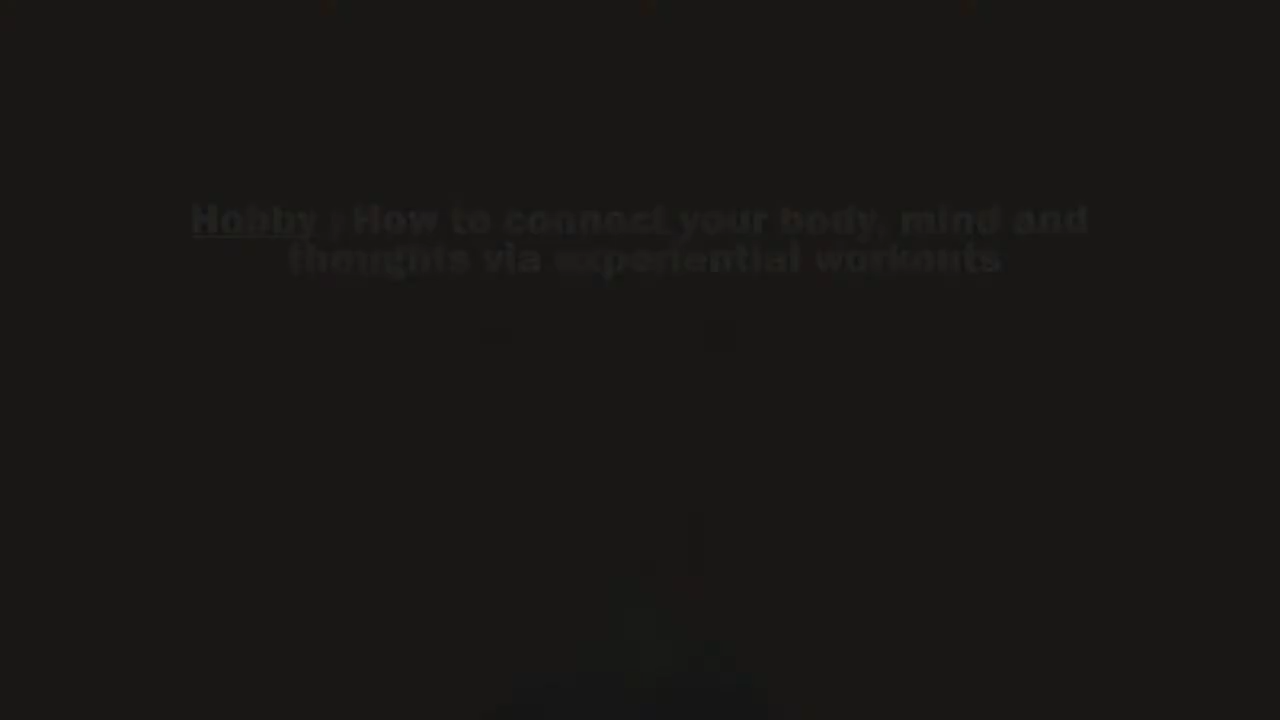 Hobby : How to connect your body, mind and
thoughts via experiential workouts